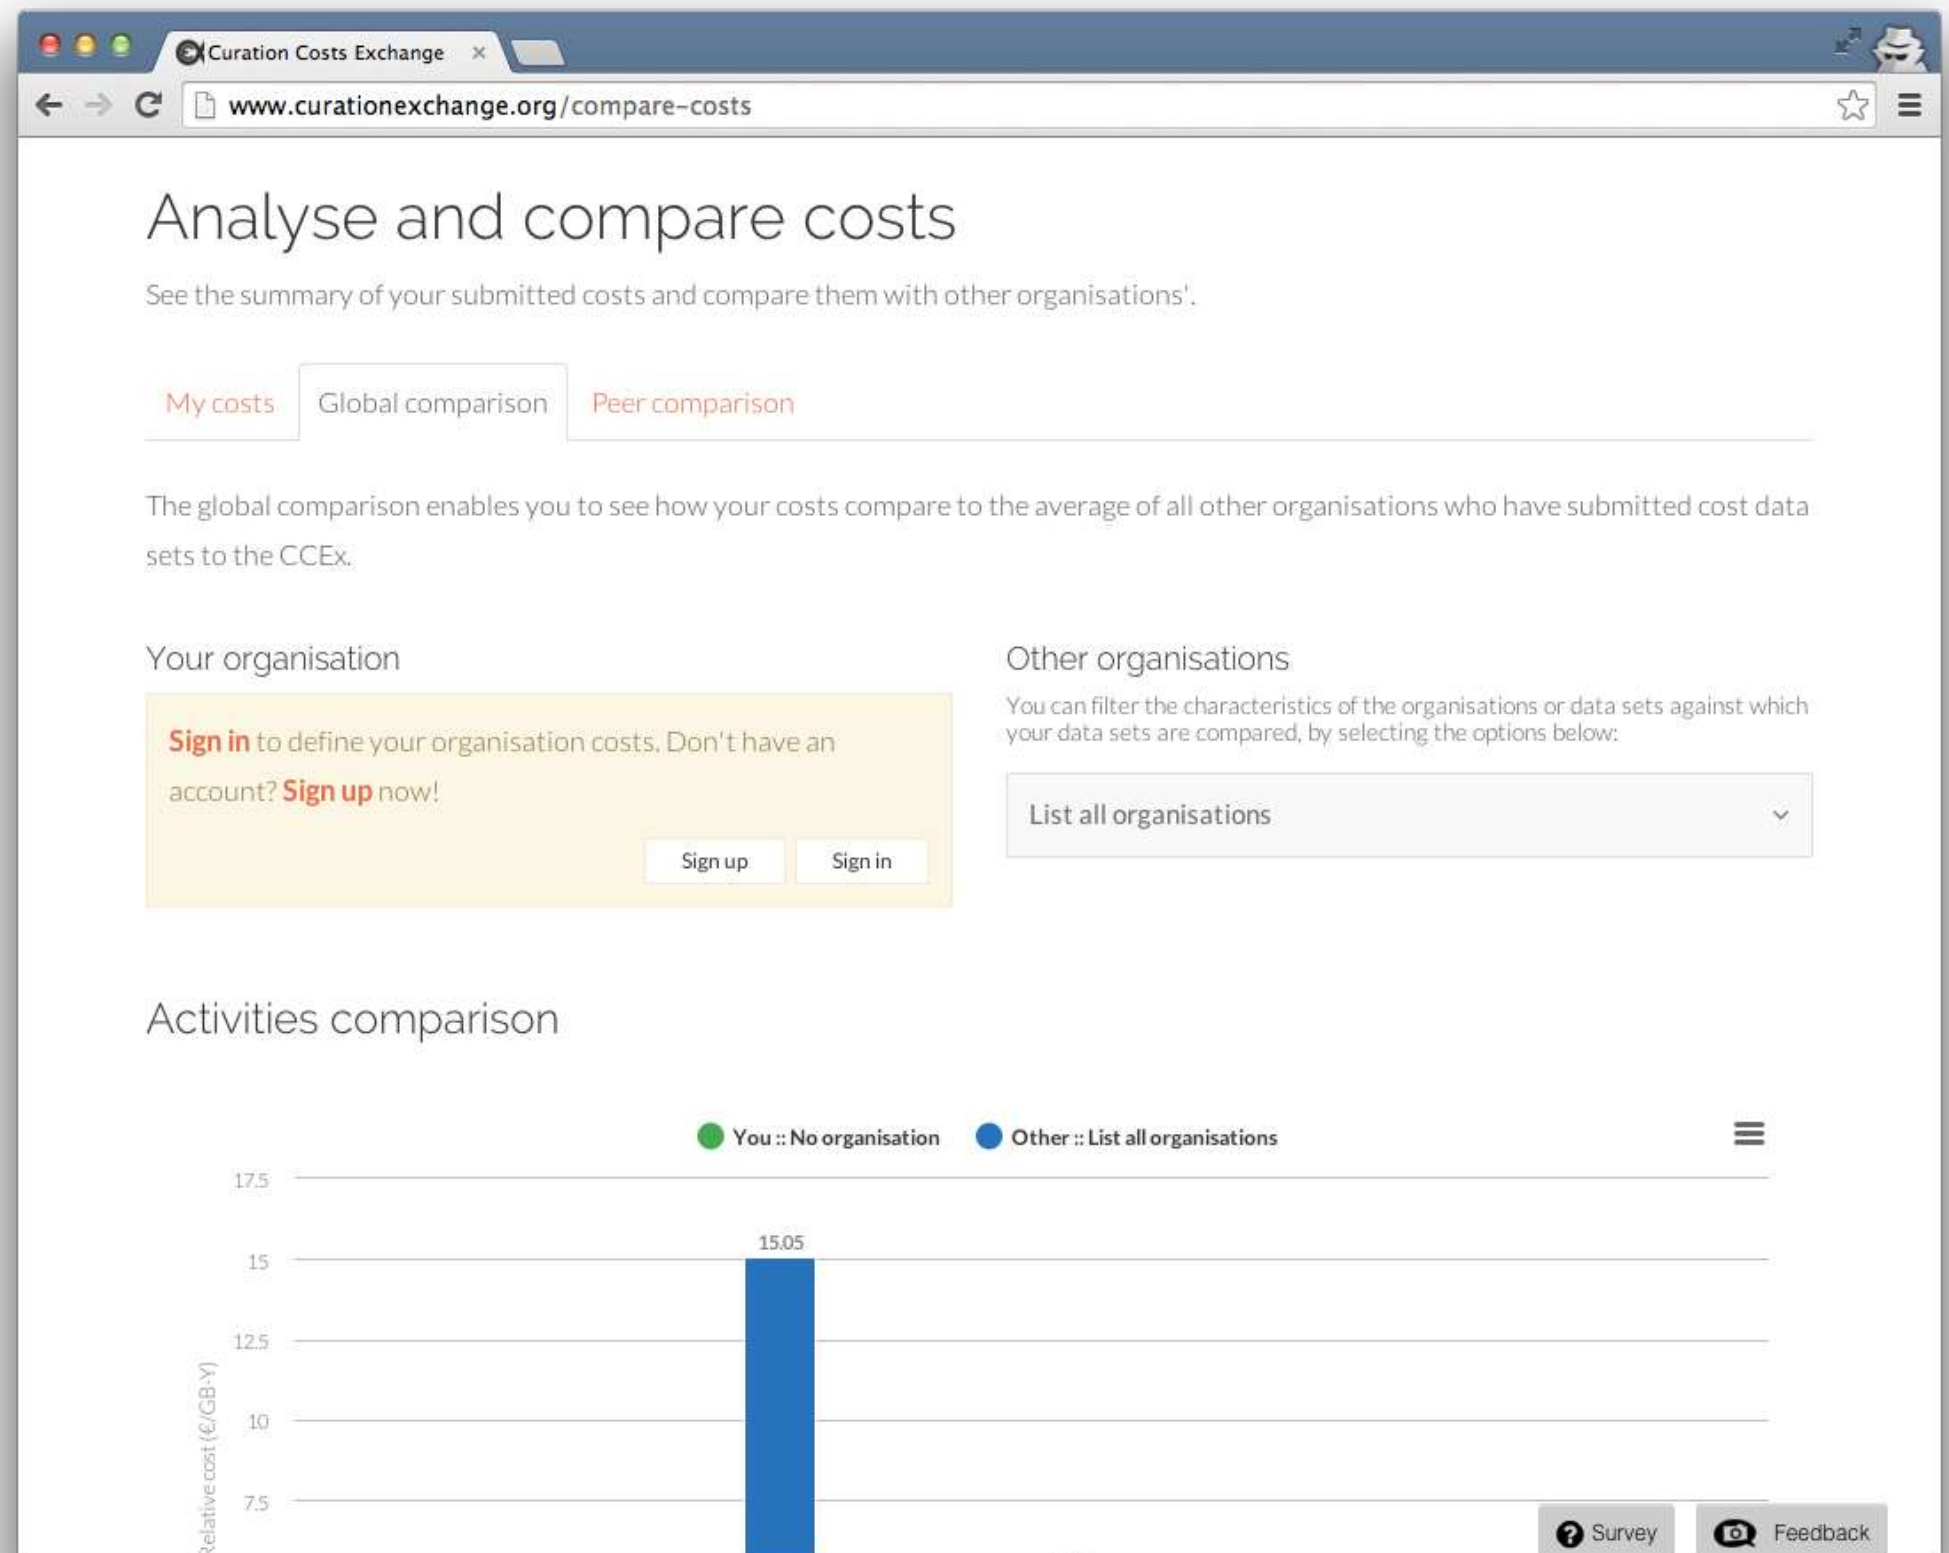 Curation Costs Exchange
www.curationexchange.org/compare-costs
Analyse and compare costs
See the summary of your submitted costs and compare them with other organisations'.
My costs
Global comparison
Peer comparison
The global comparison enables you to see how your costs compare to the average of all other organisations who have submitted cost data
sets to the CCEx.
Your organisation
Sign in to define your organisation costs. Don't have an
account? Sign up now!
Sign up
Sign in
Other organisations
You can filter the characteristics of the organisations or data sets against which
your data sets are compared, by selecting the options below:
List all organisations
Activities comparison
You :: No organisation
Other :: List all organisations
17.5
15.05
15
12.5
10
7.5
Relative cost (€/GB·Y)
Survey
Feedback